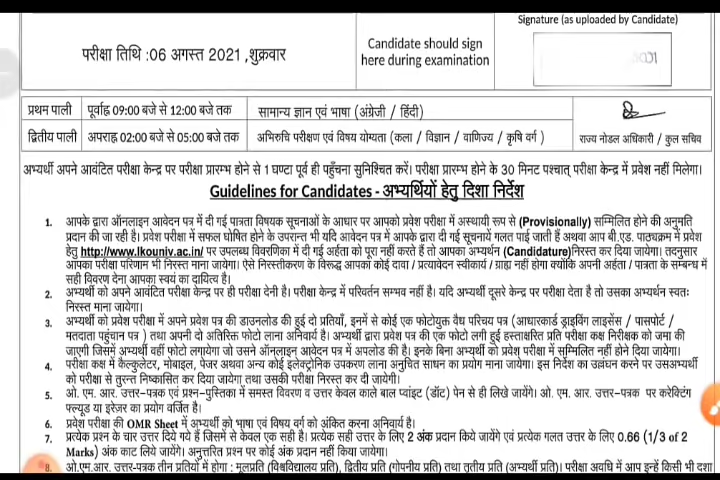 Signature (as uploaded by Candidate)
परीक्षा तिथि :06 अगस्त 2021 ,शुक्रवार
Candidate should sign
here during examination
प्रथम पाली पूर्वाह्न 09:00 बजे से 12:00 बजे तक सामान्य ज्ञान एवं भाषा (अंग्रेजी / हिंदी)
द्वितीय पाली अपराह्न 02:00 बजे से 05:00 बजे तक अभिरुचि परीक्षण एवं विषय योग्यता (कला / विज्ञान / वाणिज्य / कृषि वर्ग )
राज्य नोडल अधिकारी / कुल सचिव
अभ्यर्थी अपने आवंटित परीक्षा केन्द्र पर परीक्षा प्रारम्भ होने से 1 घण्टा पूर्व ही पहुँचना सुनिश्चित करें। परीक्षा प्रारम्भ होने के 30 मिनट पश्चात् परीक्षा केन्द्र में प्रवेश नहीं मिलेगा।
Guidelines for Candidates - अभ्यर्थियों हेतु दिशा निर्देश
1. आपके द्वारा ऑनलाइन आवेदन पत्र में दी गई पात्रता विषयक सूचनाओं के आधार पर आपको प्रवेश परीक्षा में अस्थायी रूप से (Provisionally) सम्मिलित होने की अनुमति
प्रदान की जा रही है। प्रवेश परीक्षा में सफल घोषित होने के उपरान्त भी यदि आवेदन पत्र में आपके द्वारा दी गई सूचनायें गलत पाई जाती हैं अथवा आप बी.एड. पाठ्यक्रम में प्रवेश
हेतु http://www.lkouniv.ac.in/ पर उपलब्ध विवरणिका में दी गई अर्हता को पूरा नहीं करते हैं तो आपका अभ्यर्थन (Candidature)निरस्त कर दिया जायेगा। तदनुसार
आपका परीक्षा परिणाम भी निरस्त माना जायेगा। ऐसे निरस्तीकरण के विरूद्ध आपका कोई दावा / प्रत्यावेदन स्वीकार्य / ग्राह्य नहीं होगा क्योंकि अपनी अर्हता / पात्रता के सम्बन्ध में
सही विवरण देना आपका स्वयं का दायित्व है।
2. अभ्यर्थी को अपने आवंटित परीक्षा केन्द्र पर ही परीक्षा देनी है। परीक्षा केन्द्र में परिवर्तन सम्भव नहीं है। यदि अभ्यर्थी दूसरे केन्द्र पर परीक्षा देता है तो उसका अभ्यर्थन स्वतः
निरस्त माना जायेगा।
3. अभ्यर्थी को प्रवेश परीक्षा में अपने प्रवेश पत्र की डाउनलोड की हुई दो प्रतियाँ, इनमें से कोई एक फोटोयुक्त वैध परिचय पत्र (आधारकार्ड ड्राइविंग लाइसेंस / पासपोर्ट /
मतदाता पहुंचान पत्र ) तथा अपनी दो अतिरिक्त फोटो लाना अनिवार्य है। अभ्यर्थी द्वारा प्रवेश पत्र की एक फोटो लगी हुई हस्ताक्षरित प्रति परीक्षा कक्ष निरीक्षक को जमा की
जाएगी जिसमें अभ्यर्थी वहीं फोटो लगायेगा जो उसने ऑनलाइन आवेदन पत्र में अपलोड की है। इनके बिना अभ्यर्थी को प्रवेश परीक्षा में सम्मिलित नहीं होने दिया जायेगा।
4. परीक्षा कक्ष में कैल्कुलेटर, मोबाइल, पेजर अथवा अन्य कोई इलेक्ट्रोनिक उपकरण लाना अनुचित साधन का प्रयोग माना जायेगा। इस निर्देश का उल्लंघन करने पर उसअभ्यर्थी
को परीक्षा से तुरन्त निष्कासित कर दिया जायेगा तथा उसकी परीक्षा निरस्त कर दी जायेगी।
5. ओ. एम. आर. उत्तर-पत्रक एवं प्रश्न-पुस्तिका में समस्त विवरण व उत्तर केवल काले बाल प्वांइट (डॉट) पेन से ही लिखे जायेंगे। ओ. एम. आर. उत्तर-पत्रक पर करेक्टिंग
फ्ल्यूड या इरेजर का प्रयोग वर्जित है।
6. प्रवेश परीक्षा की OMR Sheet में अभ्यर्थी को भाषा एवं विषय वर्ग को अंकित करना अनिवार्य है।
7. प्रत्येक प्रश्न के चार उत्तर दिये गये हैं जिसमें से केवल एक सही है। प्रत्येक सही उत्तर के लिए 2 अंक प्रदान किये जायेंगे एवं प्रत्येक गलत उत्तर के लिए 0.66 (1/3 of 2
Marks) अंक काट लिये जायेंगे। अनुत्तरित प्रश्न पर कोई अंक प्रदान नहीं किया जायेगा।
8. ओ.एम.आर. उत्तर-पत्रक तीन प्रतियों में होगा : मूलप्रति (विश्वविद्यालय प्रति), द्वितीय प्रति (गोपनीय प्रति) तथा तृतीय प्रति (अभ्यर्थी प्रति)। परीक्षा अवधि में आप इन्हें किसी भी दशा